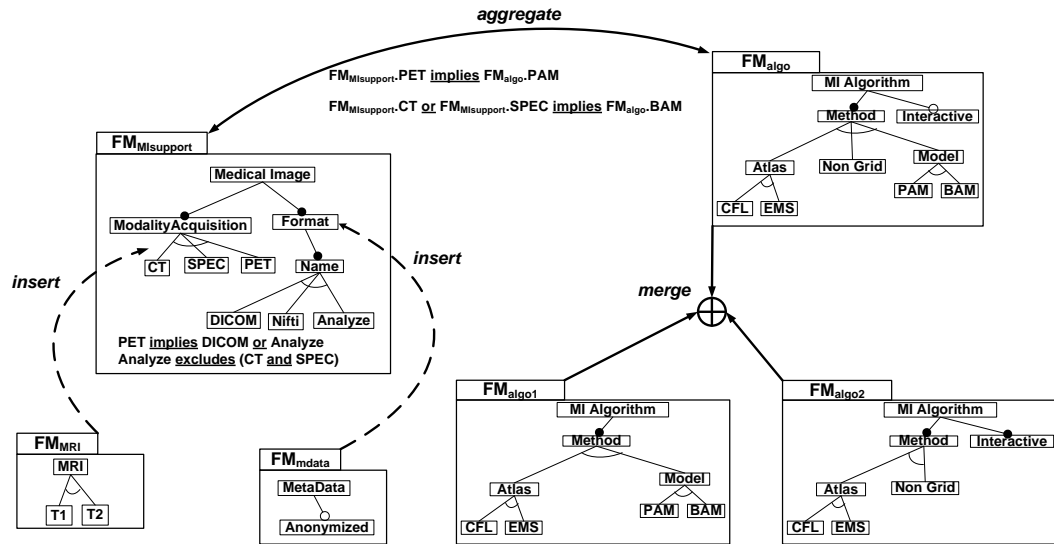 aggregate
FMMIsupport.PET implies FMalgo.PAM
FMMIsupport.CT or FMMIsupport.SPEC implies FMalgo.BAM
FMalgo
MI Algorithm
Method
Interactive
Atlas
Non Grid
Model
CFL
EMS
PAM
BAM
FMMIsupport
Medical Image
ModalityAcquisition
Format
CT
SPEC
PET
Name
DICOM
Nifti
Analyze
PET implies DICOM or Analyze
Analyze excludes (CT and SPEC)
insert
insert
merge
FMMRI
MRI
T1
T2
FMmdata
MetaData
Anonymized
FMalgo1
MI Algorithm
Method
Atlas
Model
CFL
EMS
PAM
BAM
FMalgo2
MI Algorithm
Method
Interactive
Atlas
Non Grid
CFL
EMS